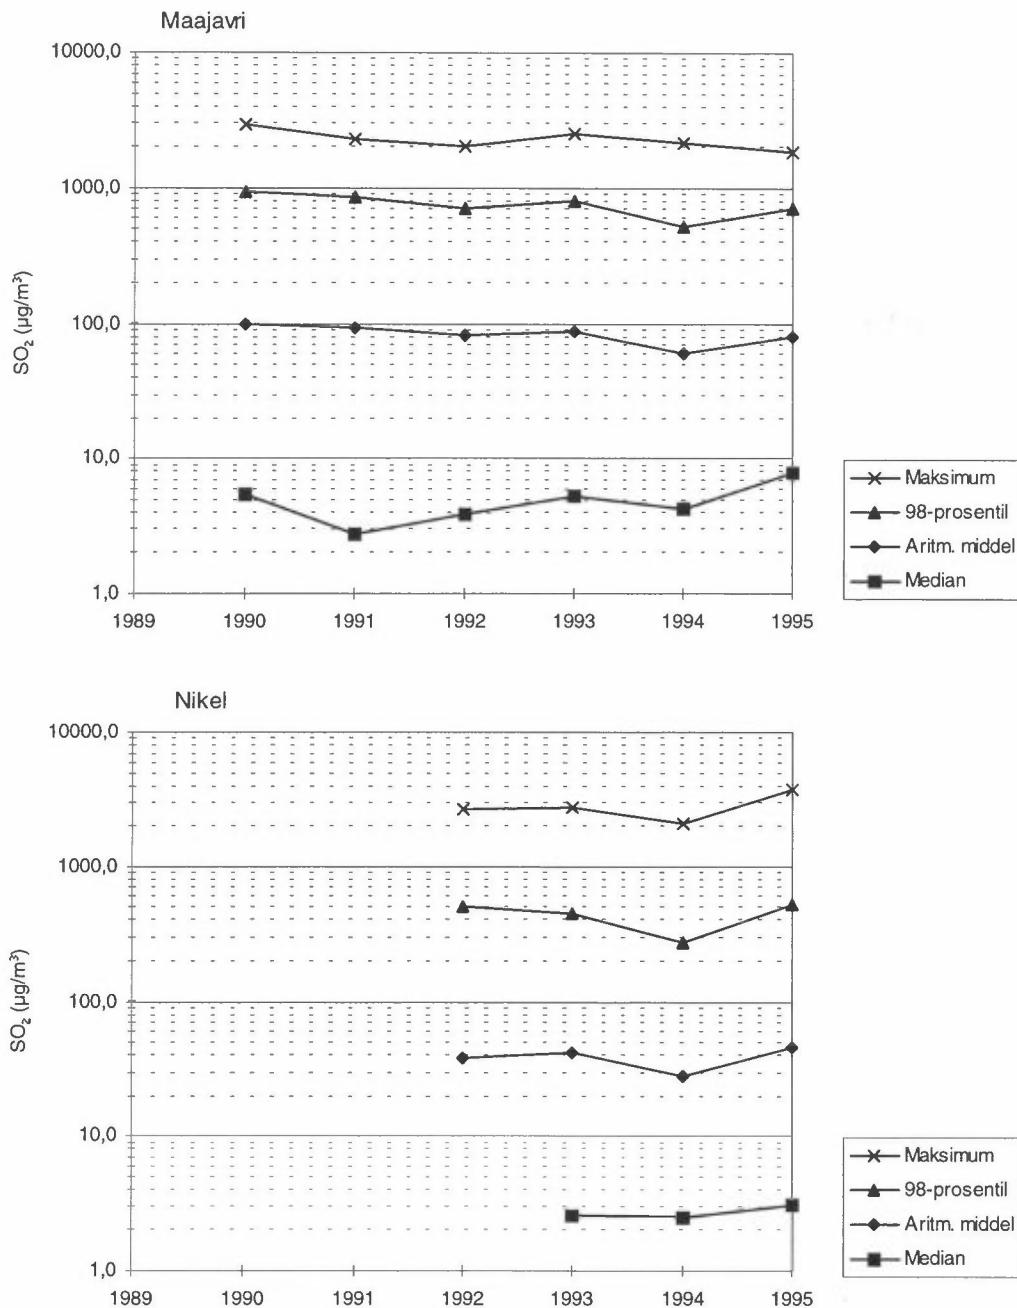 Maajavri
10000,0
1000,0
100,0
10,0
1,0
SO₂ (µg/m³)
1989 1990 1991 1992 1993 1994 1995
Maksimum
98-prosentil
Aritm. middel
Median
Nikel
10000,0
1000,0
100,0
10,0
1,0
SO₂ (µg/m³)
1989 1990 1991 1992 1993 1994 1995
Maksimum
98-prosentil
Aritm. middel
Median